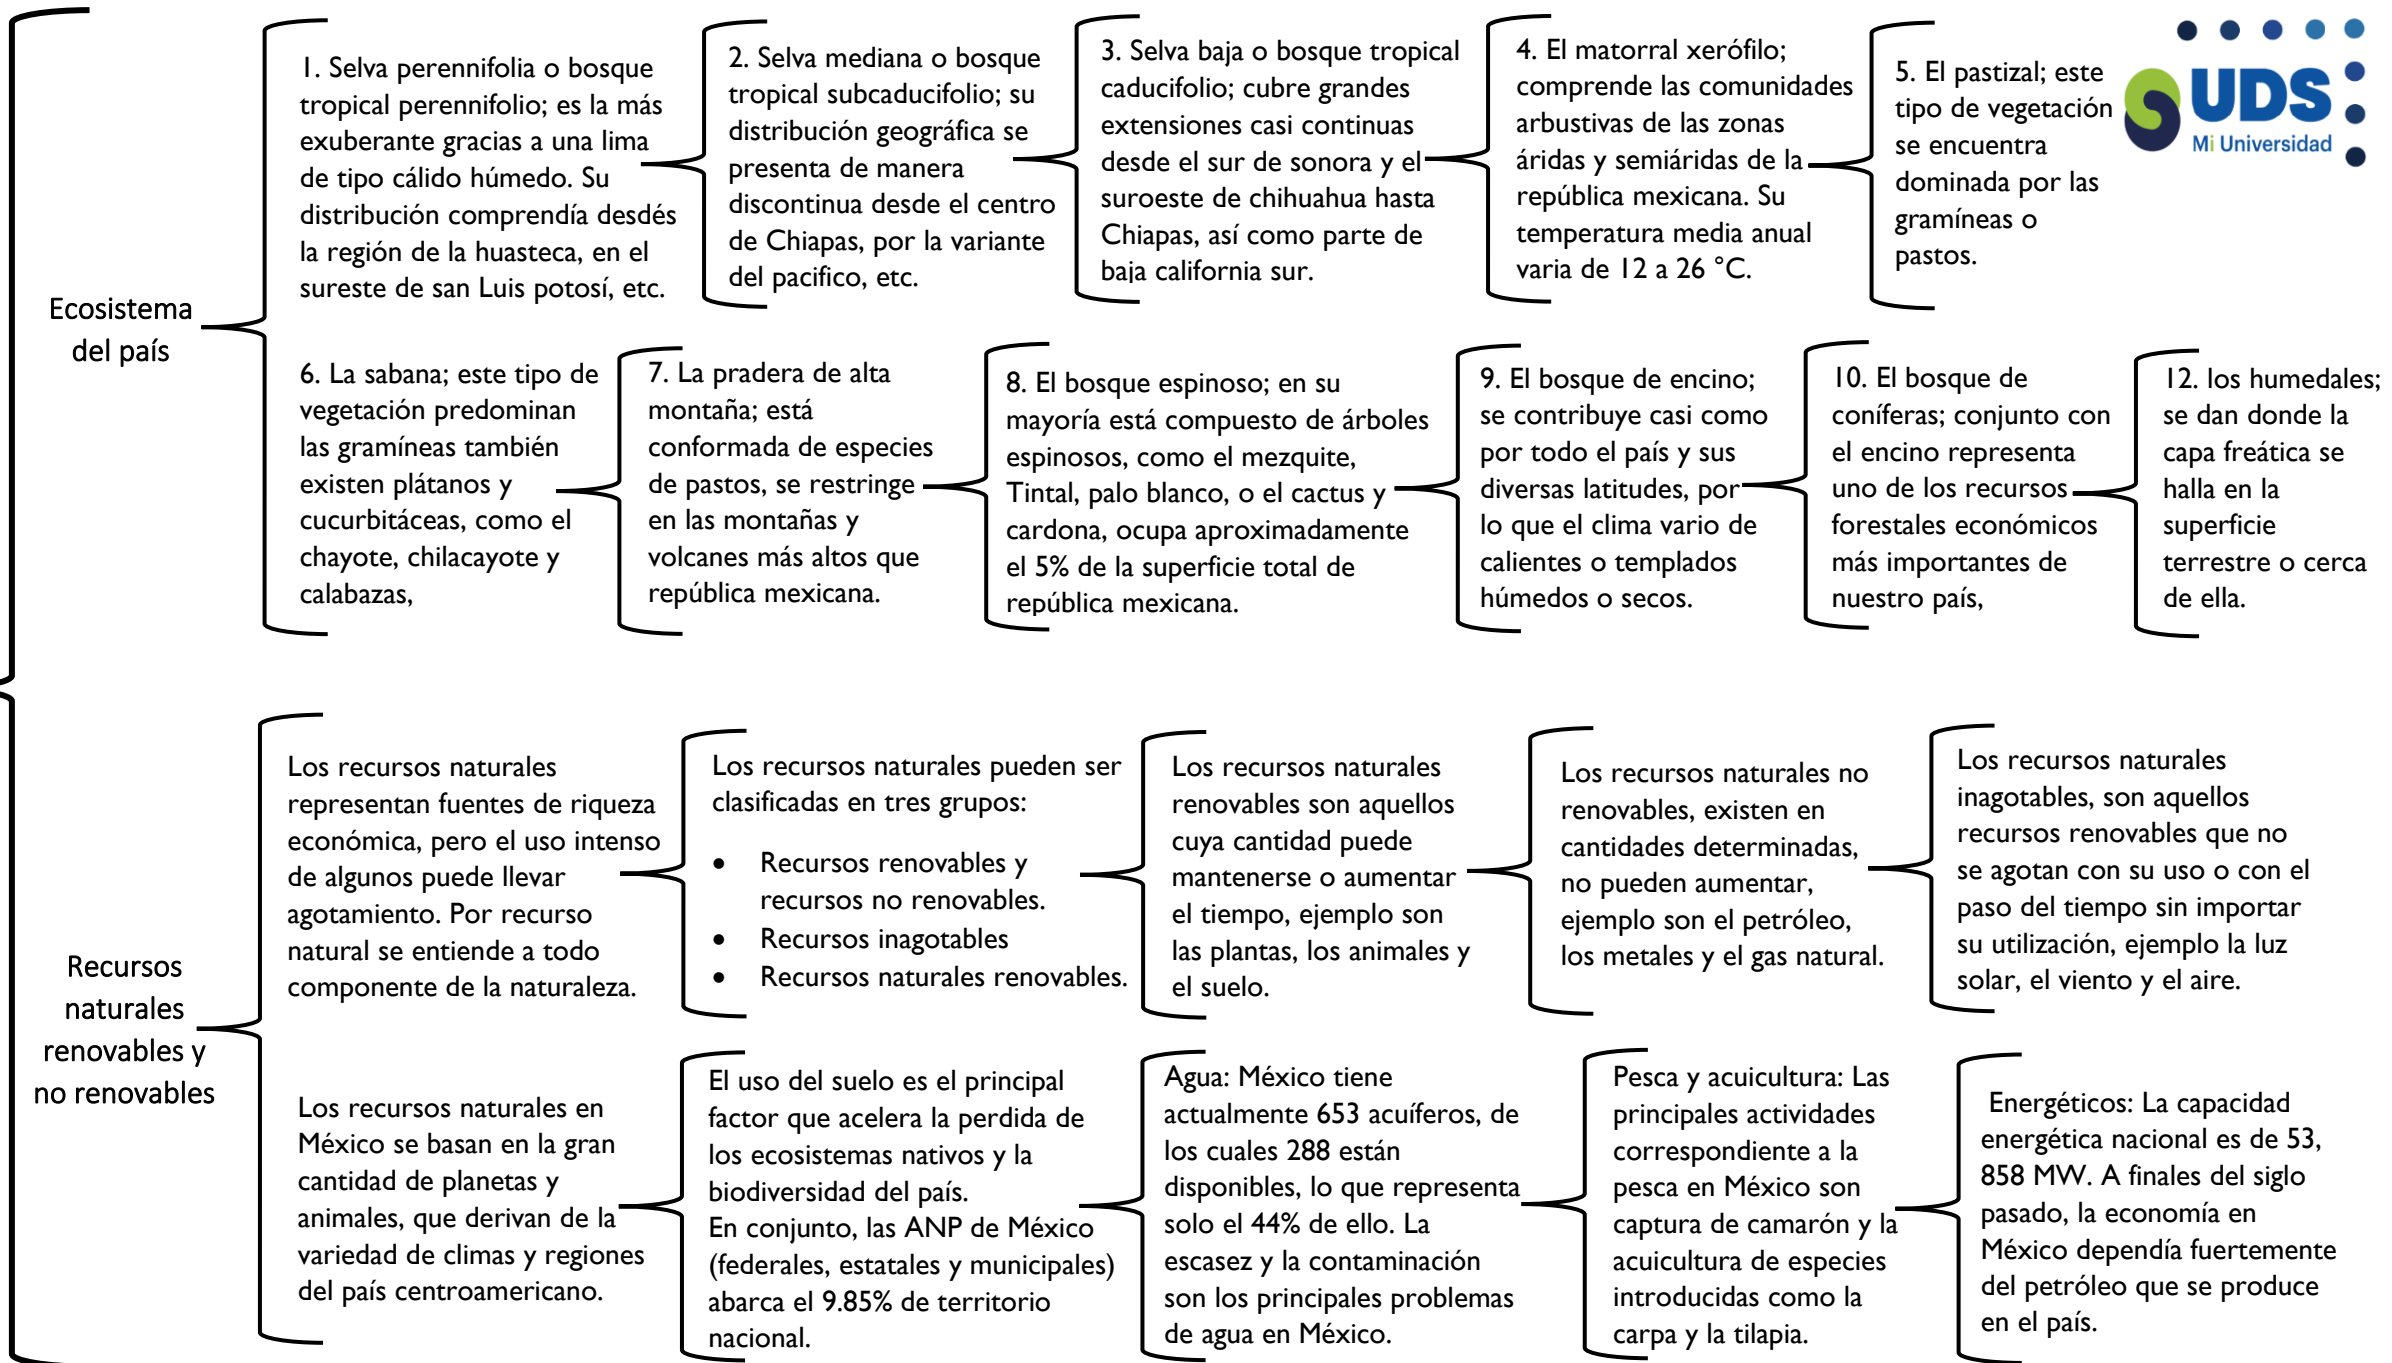 UDS
Mi Universidad
Ecosistema
del país
1. Selva perennifolia o bosque
tropical perennifolio; es la más
exuberante gracias a una lima
de tipo cálido húmedo. Su
distribución comprendía desdés
la región de la huasteca, en el
sureste de san Luis potosí, etc.
2. Selva mediana o bosque
tropical subcaducifolio; su
distribución geográfica se
presenta de manera
discontinua desde el centro
de Chiapas, por la variante
del pacifico, etc.
3. Selva baja o bosque tropical
caducifolio; cubre grandes
extensiones casi continuas
desde el sur de sonora y el
suroeste de chihuahua hasta
Chiapas, así como parte de
baja california sur.
4. El matorral xerófilo;
comprende las comunidades
arbustivas de las zonas
áridas y semiáridas de la
república mexicana. Su
temperatura media anual
varia de 12 a 26 °C.
5. El pastizal; este
tipo de vegetación
se encuentra
dominada por las
gramíneas o
pastos.
6. La sabana; este tipo de
vegetación predominan
las gramíneas también
existen plátanos y
cucurbitáceas, como el
chayote, chilacayote y
calabazas,
7. La pradera de alta
montaña; está
conformada de especies
de pastos, se restringe
en las montañas y
volcanes más altos que
república mexicana.
8. El bosque espinoso; en su
mayoría está compuesto de árboles
espinosos, como el mezquite,
Tintal, palo blanco, o el cactus y
cardona, ocupa aproximadamente
el 5% de la superficie total de
república mexicana.
9. El bosque de encino;
se contribuye casi como
por todo el país y sus
diversas latitudes, por
lo que el clima vario de
calientes o templados
húmedos o secos.
10. El bosque de
coníferas; conjunto con
el encino representa
uno de los recursos
forestales económicos
más importantes de
nuestro país,
12. los humedales;
se dan donde la
capa freática se
halla en la
superficie
terrestre o cerca
de ella.
Recursos
naturales
renovables y
no renovables
Los recursos naturales
representan fuentes de riqueza
económica, pero el uso intenso
de algunos puede llevar
agotamiento. Por recurso
natural se entiende a todo
componente de la naturaleza.
Los recursos naturales pueden ser
clasificadas en tres grupos:
• Recursos renovables y
recursos no renovables.
• Recursos inagotables
• Recursos naturales renovables.
Los recursos naturales
renovables son aquellos
cuya cantidad puede
mantenerse o aumentar
el tiempo, ejemplo son
las plantas, los animales y
el suelo.
Los recursos naturales no
renovables, existen en
cantidades determinadas,
no pueden aumentar,
ejemplo son el petróleo,
los metales y el gas natural.
Los recursos naturales
inagotables, son aquellos
recursos renovables que no
se agotan con su uso o con el
paso del tiempo sin importar
su utilización, ejemplo la luz
solar, el viento y el aire.
Los recursos naturales en
México se basan en la gran
cantidad de planetas y
animales, que derivan de la
variedad de climas y regiones
del país centroamericano.
El uso del suelo es el principal
factor que acelera la perdida de
los ecosistemas nativos y la
biodiversidad del país.
En conjunto, las ANP de México
(federales, estatales y municipales)
abarca el 9.85% de territorio
nacional.
Agua: México tiene
actualmente 653 acuíferos, de
los cuales 288 están
disponibles, lo que representa
solo el 44% de ello. La
escasez y la contaminación
son los principales problemas
de agua en México.
Pesca y acuicultura: Las
principales actividades
correspondiente a la
pesca en México son
captura de camarón y la
acuicultura de especies
introducidas como la
carpa y la tilapia.
Energéticos: La capacidad
energética nacional es de 53,
858 MW. A finales del siglo
pasado, la economía en
México dependía fuertemente
del petróleo que se produce
en el país.